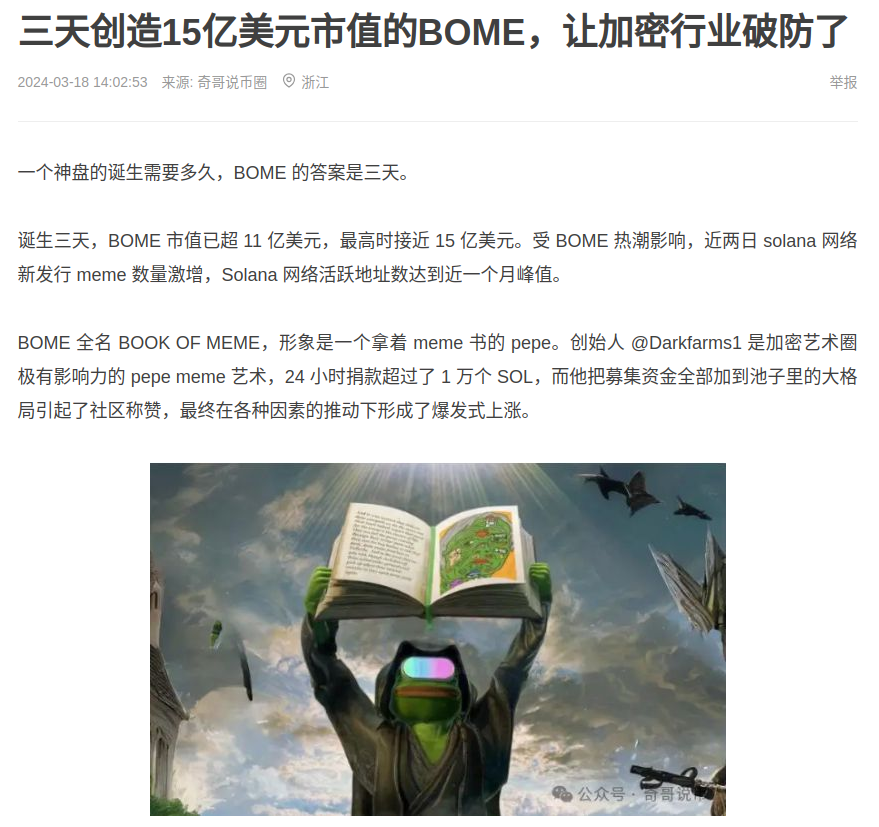 三天创造15亿美元市值的BOME，让加密行业破防了
2024-03-18 14:02:53 来源: 奇哥说币圈 浙江 举报
一个神盘的诞生需要多久，BOME 的答案是三天。
诞生三天，BOME 市值已超 11 亿美元，最高时接近 15 亿美元。受 BOME 热潮影响，近两日 solana 网络
新发行 meme 数量激增，Solana 网络活跃地址数达到近一个月峰值。
BOME 全名 BOOK OF MEME，形象是一个拿着 meme 书的 pepe。创始人 @Darkfarms1 是加密艺术圈
极有影响力的 pepe meme 艺术，24 小时捐款超过了 1 万个 SOL，而他把募集资金全部加到池子里的大格
局引起了社区称赞，最终在各种因素的推动下形成了爆发式上涨。
公众号 · 奇哥说